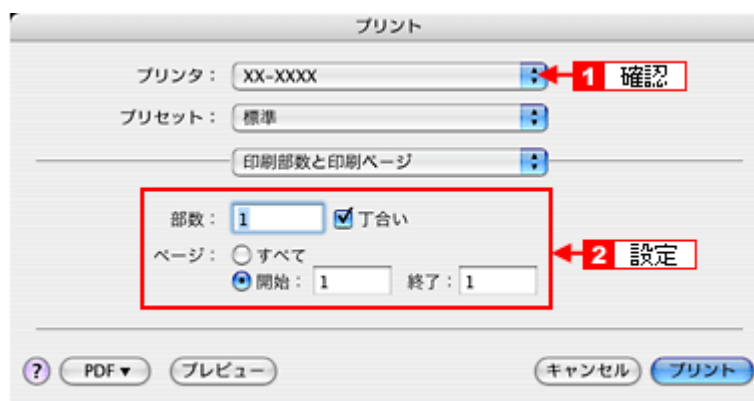 プリント
プリンタ： XX-XXXX 1 確認
プリセット： 標準
印刷部数と印刷ページ
部数： 1 丁合い
ページ： すべて
開始： 1 終了： 1
2 設定
? PDF▼ プレビュー キャンセル プリント